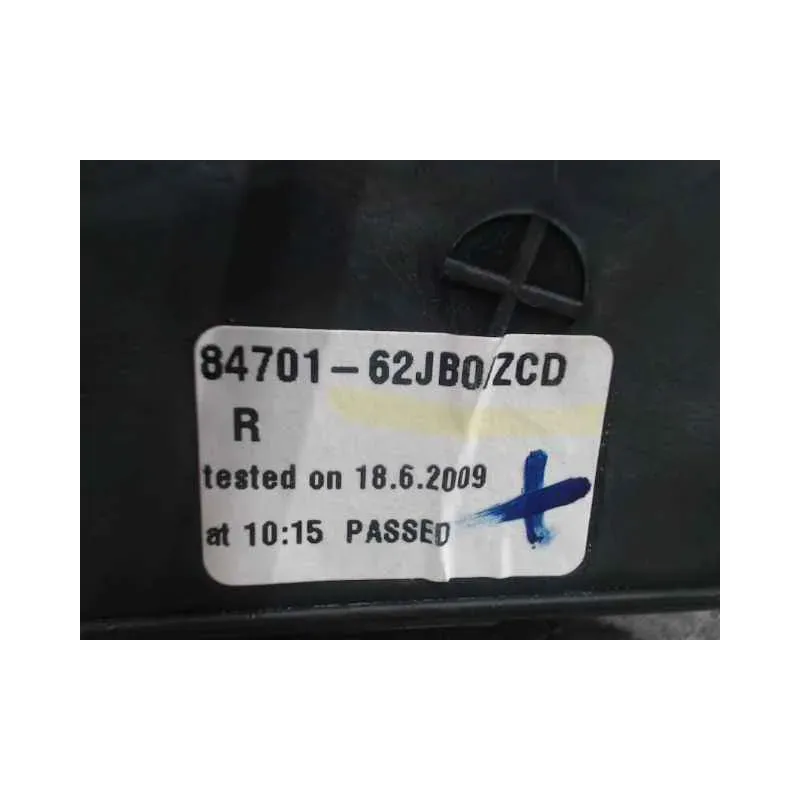 84701-62JB0/ZCD
R
tested on 18.6.2009
at 10:15 PASSED